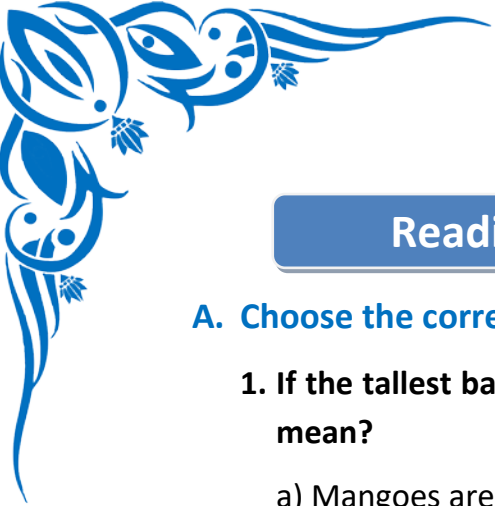 Readi
A. Choose the corre
1. If the tallest ba
mean?
a) Mangoes are